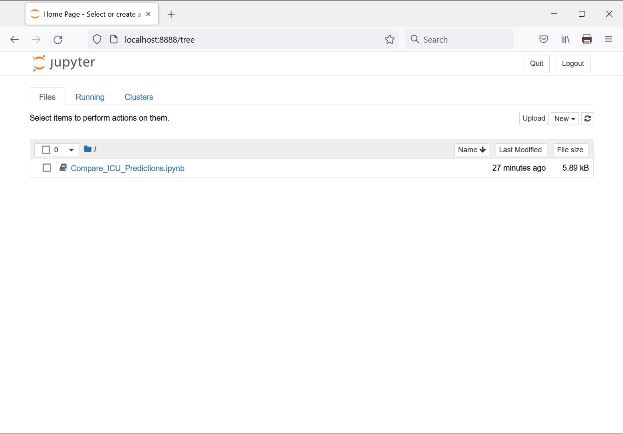 Home Page - Select or create a
localhost:8888/tree
Search
jupyter
Quit
Logout
Files
Running
Clusters
Select items to perform actions on them.
Upload
New
0
/
Name
Last Modified
File size
Compare_ICU_Predictions.ipynb
27 minutes ago
5.89 kB